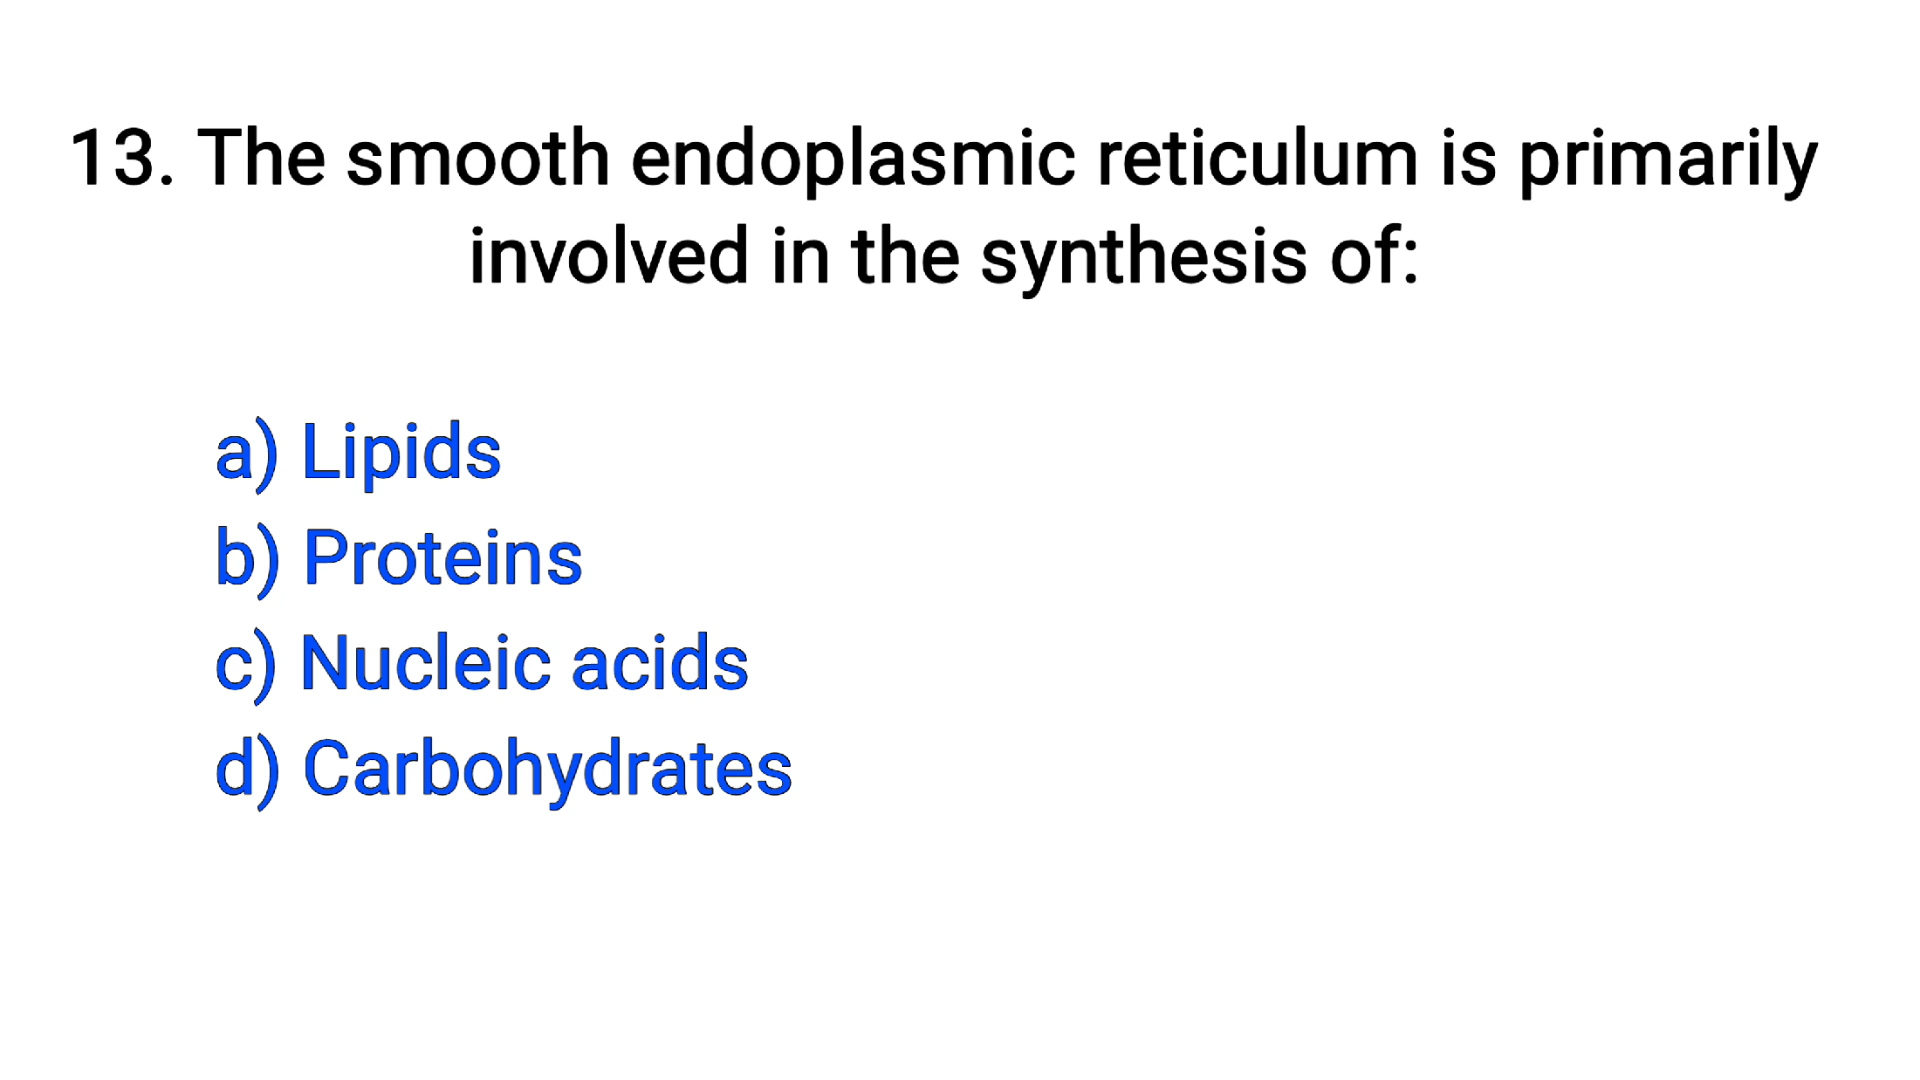 13. The smooth endoplasmic reticulum is primarily
involved in the synthesis of:
a) Lipids
b) Proteins
c) Nucleic acids
d) Carbohydrates